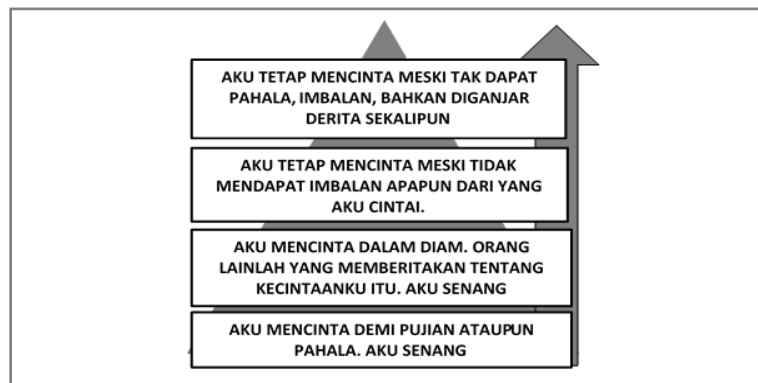 AKU TETAP MENCINTA MESKI TAK DAPAT
PAHALA, IMBALAN, BAHKAN DIGANJAR
DERITA SEKALIPUN
AKU TETAP MENCINTA MESKI TIDAK
MENDAPAT IMBALAN APAPUN DARI YANG
AKU CINTAI.
AKU MENCINTA DALAM DIAM. ORANG
LAINLAH YANG MEMBERITAKAN TENTANG
KECINTAANKU ITU. AKU SENANG
AKU MENCINTA DEMI PUJIAN ATAUPUN
PAHALA. AKU SENANG